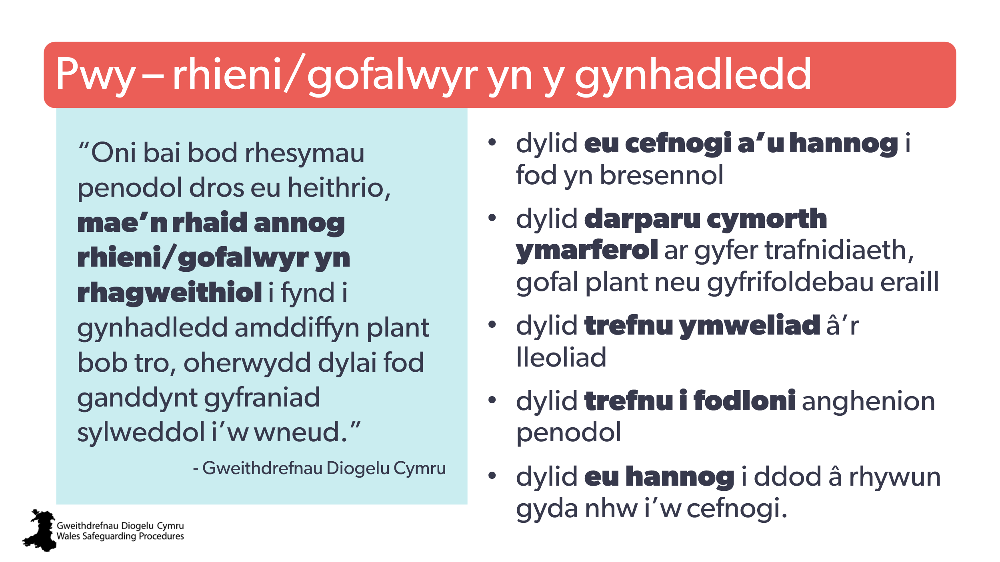 Pwy – rhieni/gofalwyr yn y gynhadledd
“Oni bai bod rhesymau
penodol dros eu heithrio,
mae’n rhaid annog
rhieni/gofalwyr yn
rhagweithiol i fynd i
gynhadledd amddiffyn plant
bob tro, oherwydd dylai fod
ganddynt gyfraniad
sylweddol i’w wneud.”
- Gweithdrefnau Diogelu Cymru
• dylid eu cefnogi a’u hannog i
fod yn bresennol
• dylid darparu cymorth
ymarferol ar gyfer trafnidiaeth,
gofal plant neu gyfrifoldebau eraill
• dylid trefnu ymweliad â’r
lleoliad
• dylid trefnu i fodloni anghenion
penodol
• dylid eu hannog i ddod â rhywun
gyda nhw i’w cefnogi.
Gweithdrefnau Diogelu Cymru
Wales Safeguarding Procedures